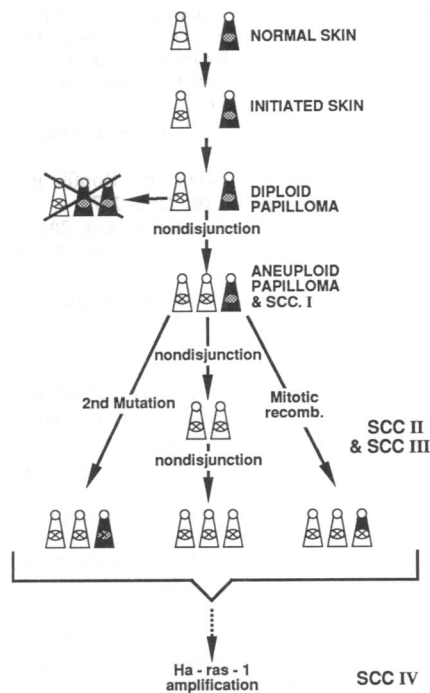 NORMAL SKIN
INITIATED SKIN
DIPLOID
PAPILLOMA
nondisjunction
ANEUPLOID
PAPILLOMA
& SCC. I
nondisjunction
2nd Mutation
Mitotic
recomb.
SCC II
& SCC III
nondisjunction
Ha - ras - 1
amplification
SCC IV